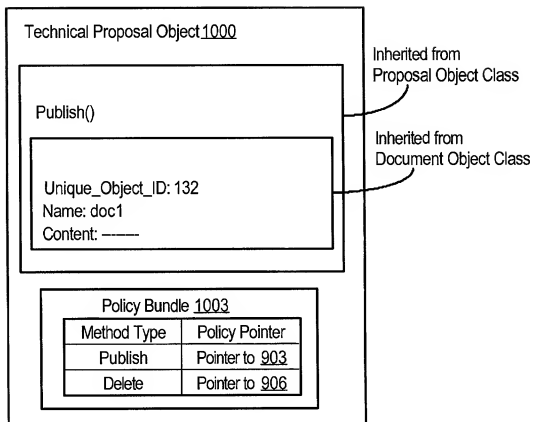 Technical Proposal Object 1000
Inherited from
Proposal Object Class
Publish()
Inherited from
Document Object Class
Unique_Object_ID: 132
Name: doc1
Content: -------
Policy Bundle 1003
Method Type Policy Pointer
Publish Pointer to 903
Delete Pointer to 906